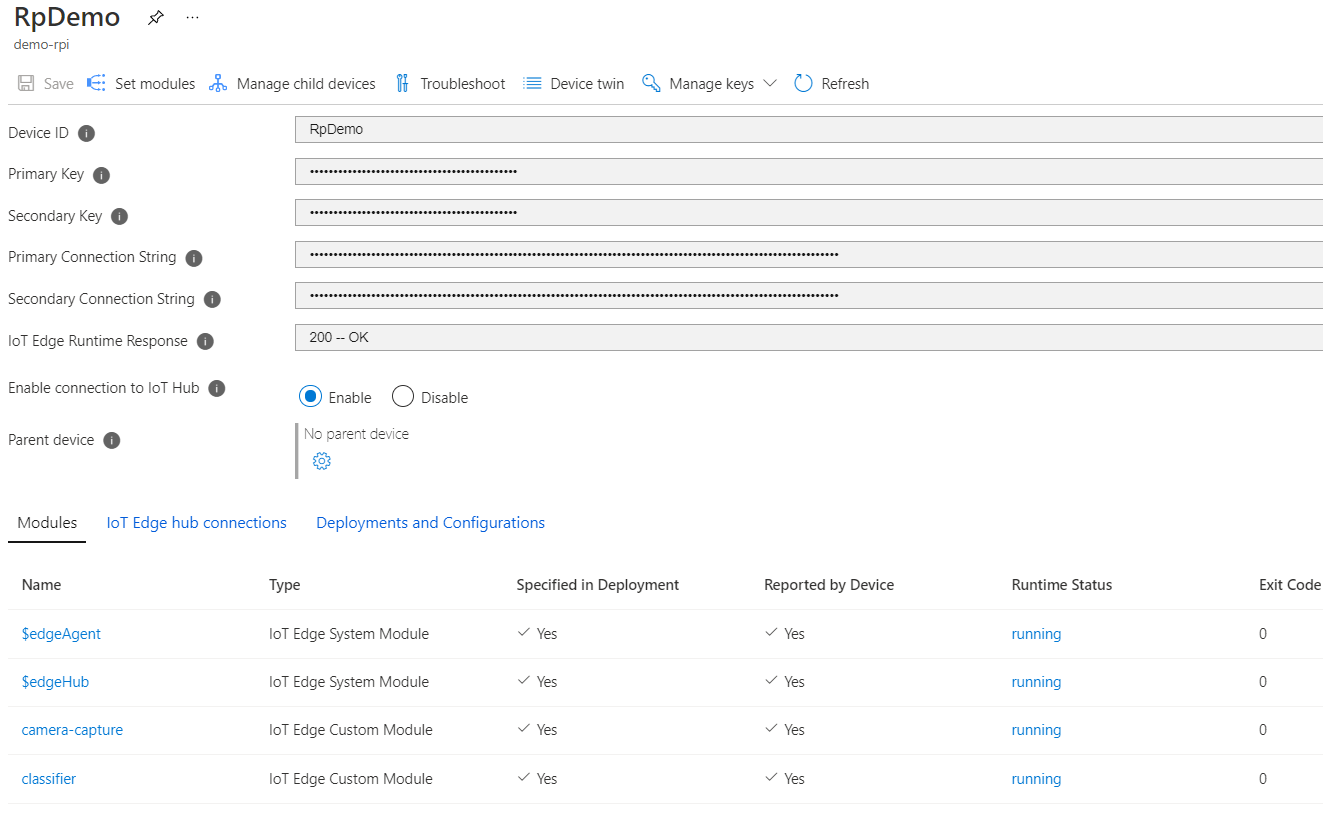 RpDemo ...
demo-rpi
Save Set modules Manage child devices Troubleshoot Device twin Manage keys Refresh
Device ID i RpDemo
Primary Key i ••••••••••••••••••••••••••••••••••••••••••••
Secondary Key i ••••••••••••••••••••••••••••••••••••••••••••
Primary Connection String i ••••••••••••••••••••••••••••••••••••••••••••••••••••••••••••••••••••••••••••••••••••••••••••••••••••••••••••••••
Secondary Connection String i ••••••••••••••••••••••••••••••••••••••••••••••••••••••••••••••••••••••••••••••••••••••••••••••••••••••••••••••••
IoT Edge Runtime Response i 200 -- OK
Enable connection to IoT Hub i Enable Disable
Parent device i No parent device
Modules IoT Edge hub connections Deployments and Configurations
Name Type Specified in Deployment Reported by Device Runtime Status Exit Code
$edgeAgent IoT Edge System Module ✓ Yes ✓ Yes running 0
$edgeHub IoT Edge System Module ✓ Yes ✓ Yes running 0
camera-capture IoT Edge Custom Module ✓ Yes ✓ Yes running 0
classifier IoT Edge Custom Module ✓ Yes ✓ Yes running 0